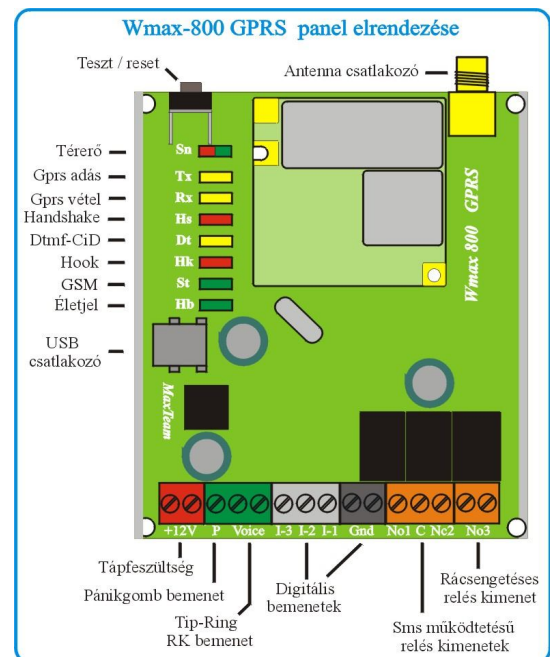 Wmax-800 GPRS panel elrendezése
Teszt / reset
Antenna csatlakozó
Térerő
Sn
Gprs adás
Tx
Gprs vétel
Rx
Handshake
Hs
Dtmf-CiD
Dt
Hook
Hk
GSM
St
Életjel
Hb
Wmax 800 GPRS
USB
csatlakozó
MaxTeam
+12V P Voice I-3 I-2 I-1 Gnd No1 C Nc2 No3
Tápfeszültség
Pánikgomb bemenet
Tip-Ring
RK bemenet
Digitális
bemenetek
Sms működtetésű
relés kimenetek
Rácsengetéses
relés kimenet